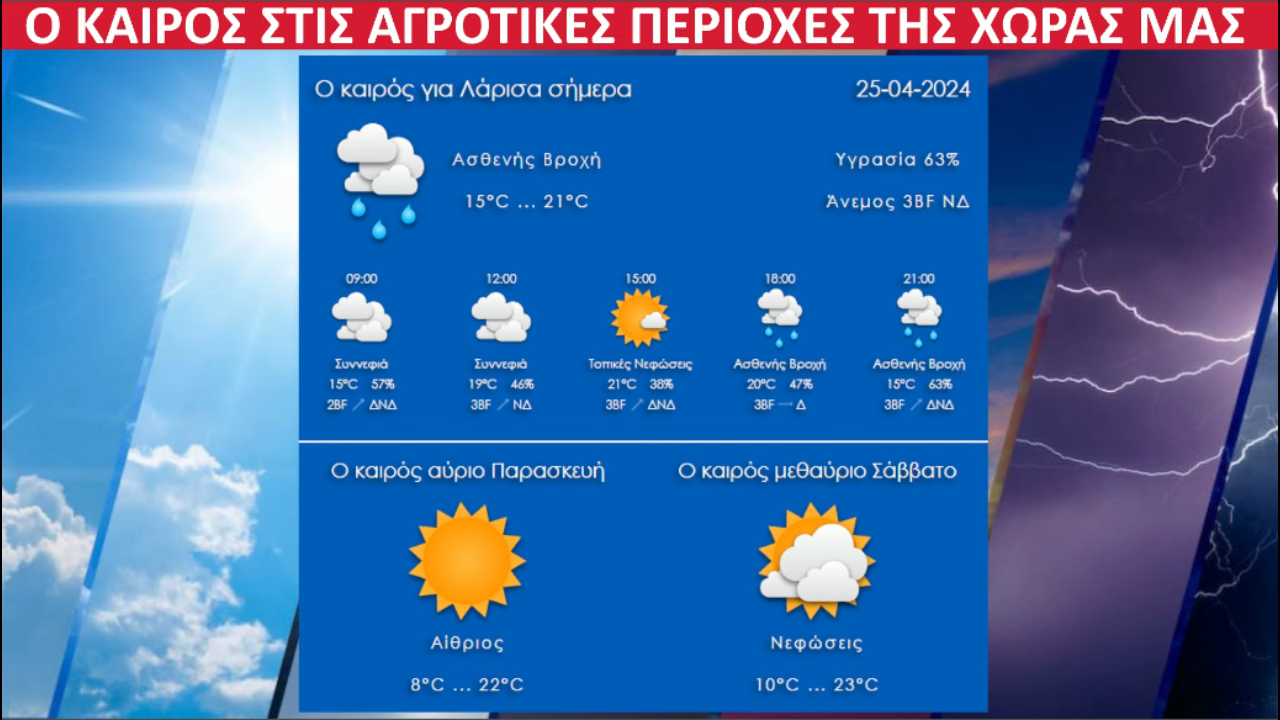 Ο ΚΑΙΡΟΣ ΣΤΙΣ ΑΓΡΟΤΙΚΕΣ ΠΕΡΙΟΧΕΣ ΤΗΣ ΧΩΡΑΣ ΜΑΣ
Ο καιρός για Λάρισα σήμερα 25-04-2024
Ασθενής Βροχή Υγρασία 63%
15°C ... 21°C Άνεμος 3BF ΝΔ
09:00 12:00 15:00 18:00 21:00
Συννεφιά Συννεφιά Τοπικές Νεφώσεις Ασθενής Βροχή Ασθενής Βροχή
15°C 57% 19°C 46% 21°C 38% 20°C 47% 15°C 63%
2BF ΔΝΔ 3BF ΝΔ 3BF ΔΝΔ 3BF Δ 3BF ΔΝΔ
Ο καιρός αύριο Παρασκευή Ο καιρός μεθαύριο Σάββατο
Αίθριος Νεφώσεις
8°C ... 22°C 10°C ... 23°C